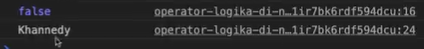 false operator-logika-di-n…1ir7bk6rdf594dcu:16
Khannedy operator-logika-di-n…1ir7bk6rdf594dcu:24